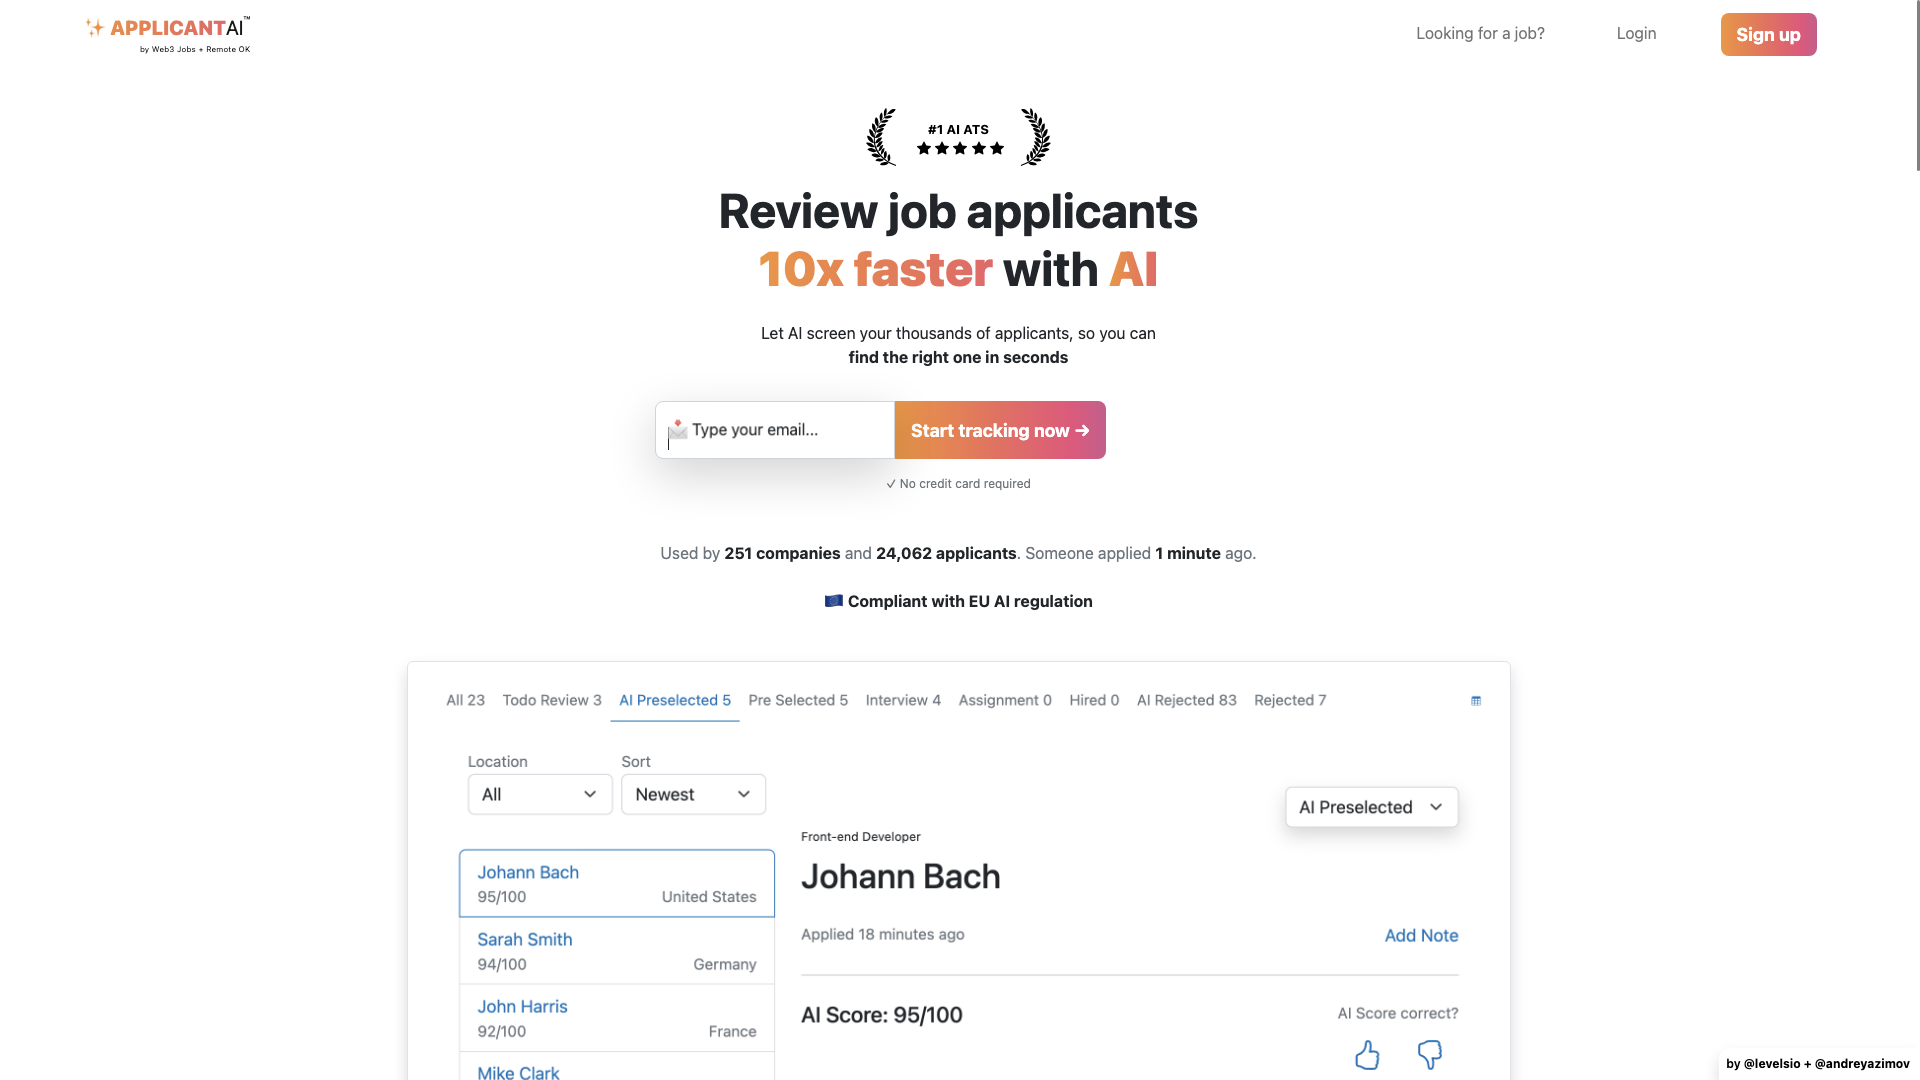 APPLICANTAI™
by Web3 Jobs + Remote OK
Looking for a job?
Login
Sign up
#1 AI ATS
Review job applicants
10x faster with AI
Let AI screen your thousands of applicants, so you can
find the right one in seconds
📩 Type your email...
Start tracking now →
✓ No credit card required
Used by 251 companies and 24,062 applicants. Someone applied 1 minute ago.
🇪🇺 Compliant with EU AI regulation
All 23
Todo Review 3
AI Preselected 5
Pre Selected 5
Interview 4
Assignment 0
Hired 0
AI Rejected 83
Rejected 7
Location
Sort
All
Newest
AI Preselected
Front-end Developer
Johann Bach
Applied 18 minutes ago
Add Note
AI Score: 95/100
AI Score correct?
Johann Bach
95/100
United States
Sarah Smith
94/100
Germany
John Harris
92/100
France
Mike Clark
by @levelsio + @andreyazimov